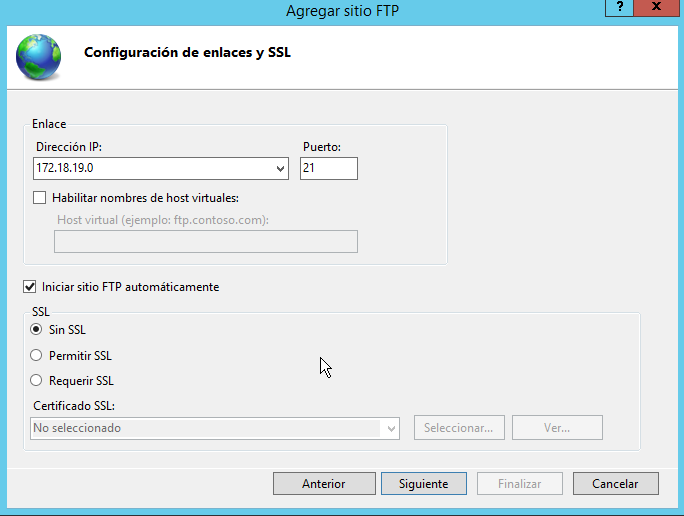 Agregar sitio FTP
?
x
Configuración de enlaces y SSL
Enlace
Dirección IP:
Puerto:
172.18.19.0
21
Habilitar nombres de host virtuales:
Host virtual (ejemplo: ftp.contoso.com):
Iniciar sitio FTP automáticamente
SSL
Sin SSL
Permitir SSL
Requerir SSL
Certificado SSL:
No seleccionado
Seleccionar...
Ver...
Anterior
Siguiente
Finalizar
Cancelar